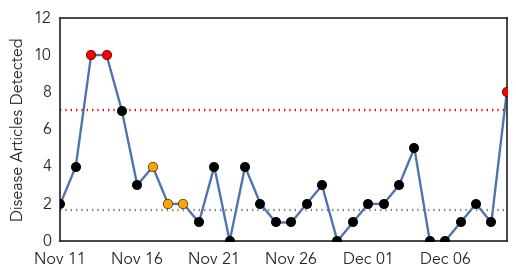 12
10
8
6
4
2
0
Disease Articles Detected
Nov 11
Nov 16
Nov 21
Nov 26
Dec 01
Dec 06